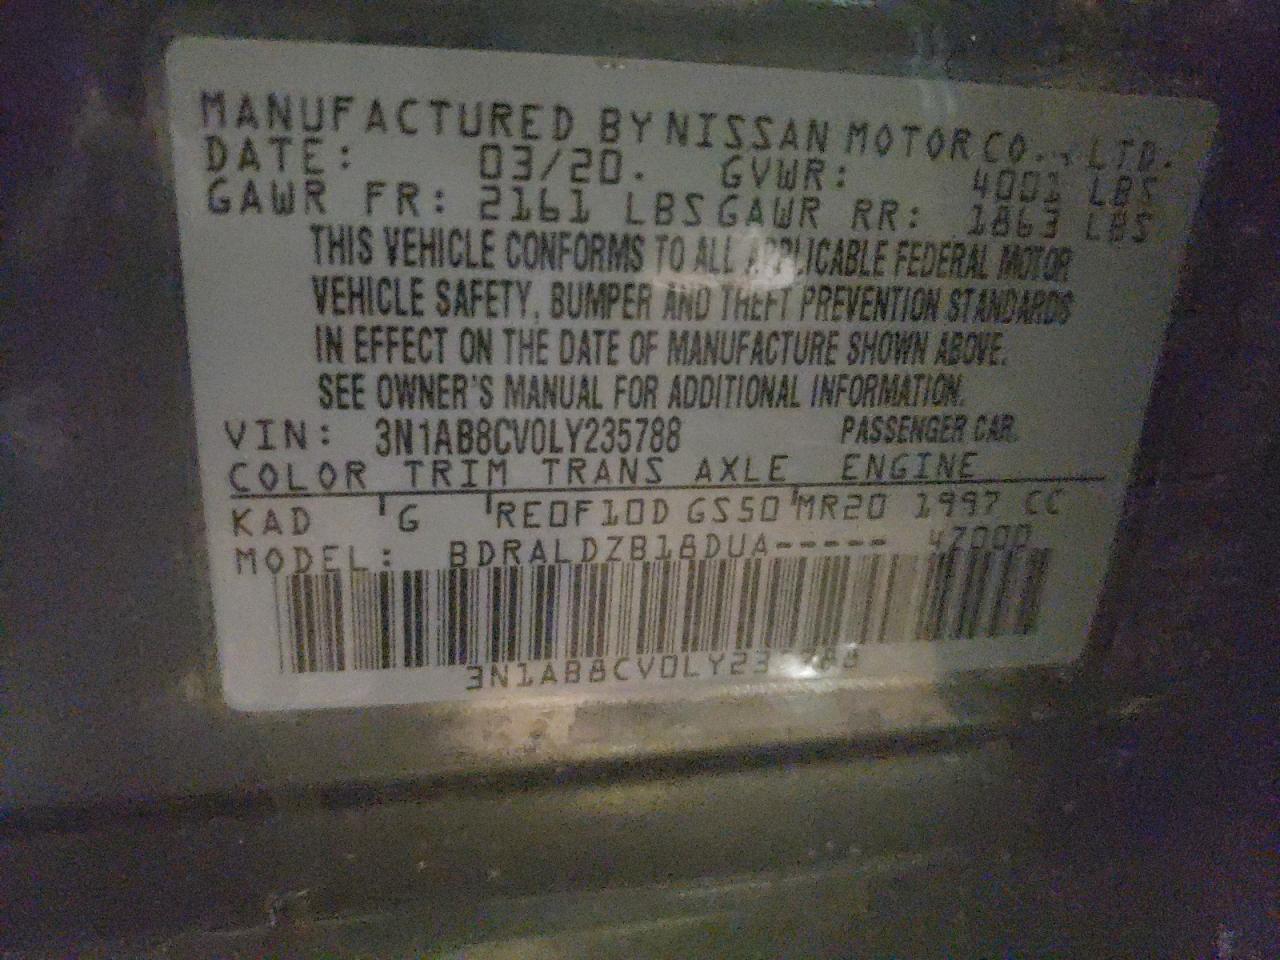 MANUFACTURED BY NISSAN MOTOR CO., LTD.
DATE: 03/20. GVWR: 4001 LBS
GAWR FR: 2161 LBS GAWR RR: 1863 LBS
THIS VEHICLE CONFORMS TO ALL APPLICABLE FEDERAL MOTOR
VEHICLE SAFETY, BUMPER AND THEFT PREVENTION STANDARDS
IN EFFECT ON THE DATE OF MANUFACTURE SHOWN ABOVE.
SEE OWNER'S MANUAL FOR ADDITIONAL INFORMATION.
VIN: 3N1AB8CV0LY235788 PASSENGER CAR.
COLOR TRIM TRANS AXLE ENGINE
KAD G RE0F10D GS50 MR20 1997 CC
MODEL: BDRALDZB18DUA----- 47000
3N1AB8CV0LY235788